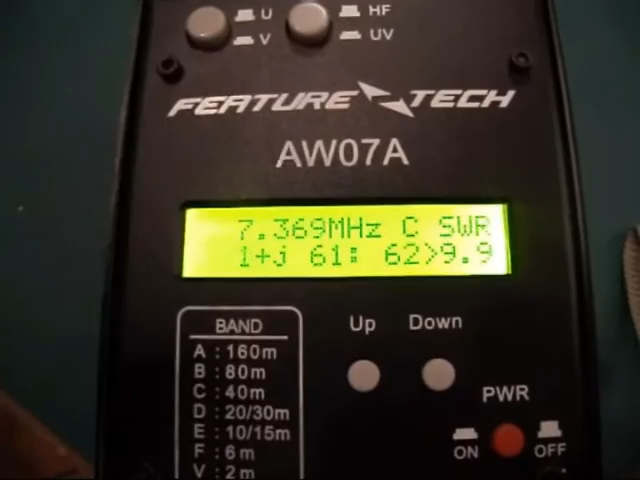 U
HF
V
UV
FEATURE TECH
AW07A
7.369MHz C SWR
1+j 61: 62>9.9
BAND
A : 160m
B : 80m
C : 40m
D : 20/30m
E : 10/15m
F : 6m
V : 2m
Up
Down
PWR
ON
OFF